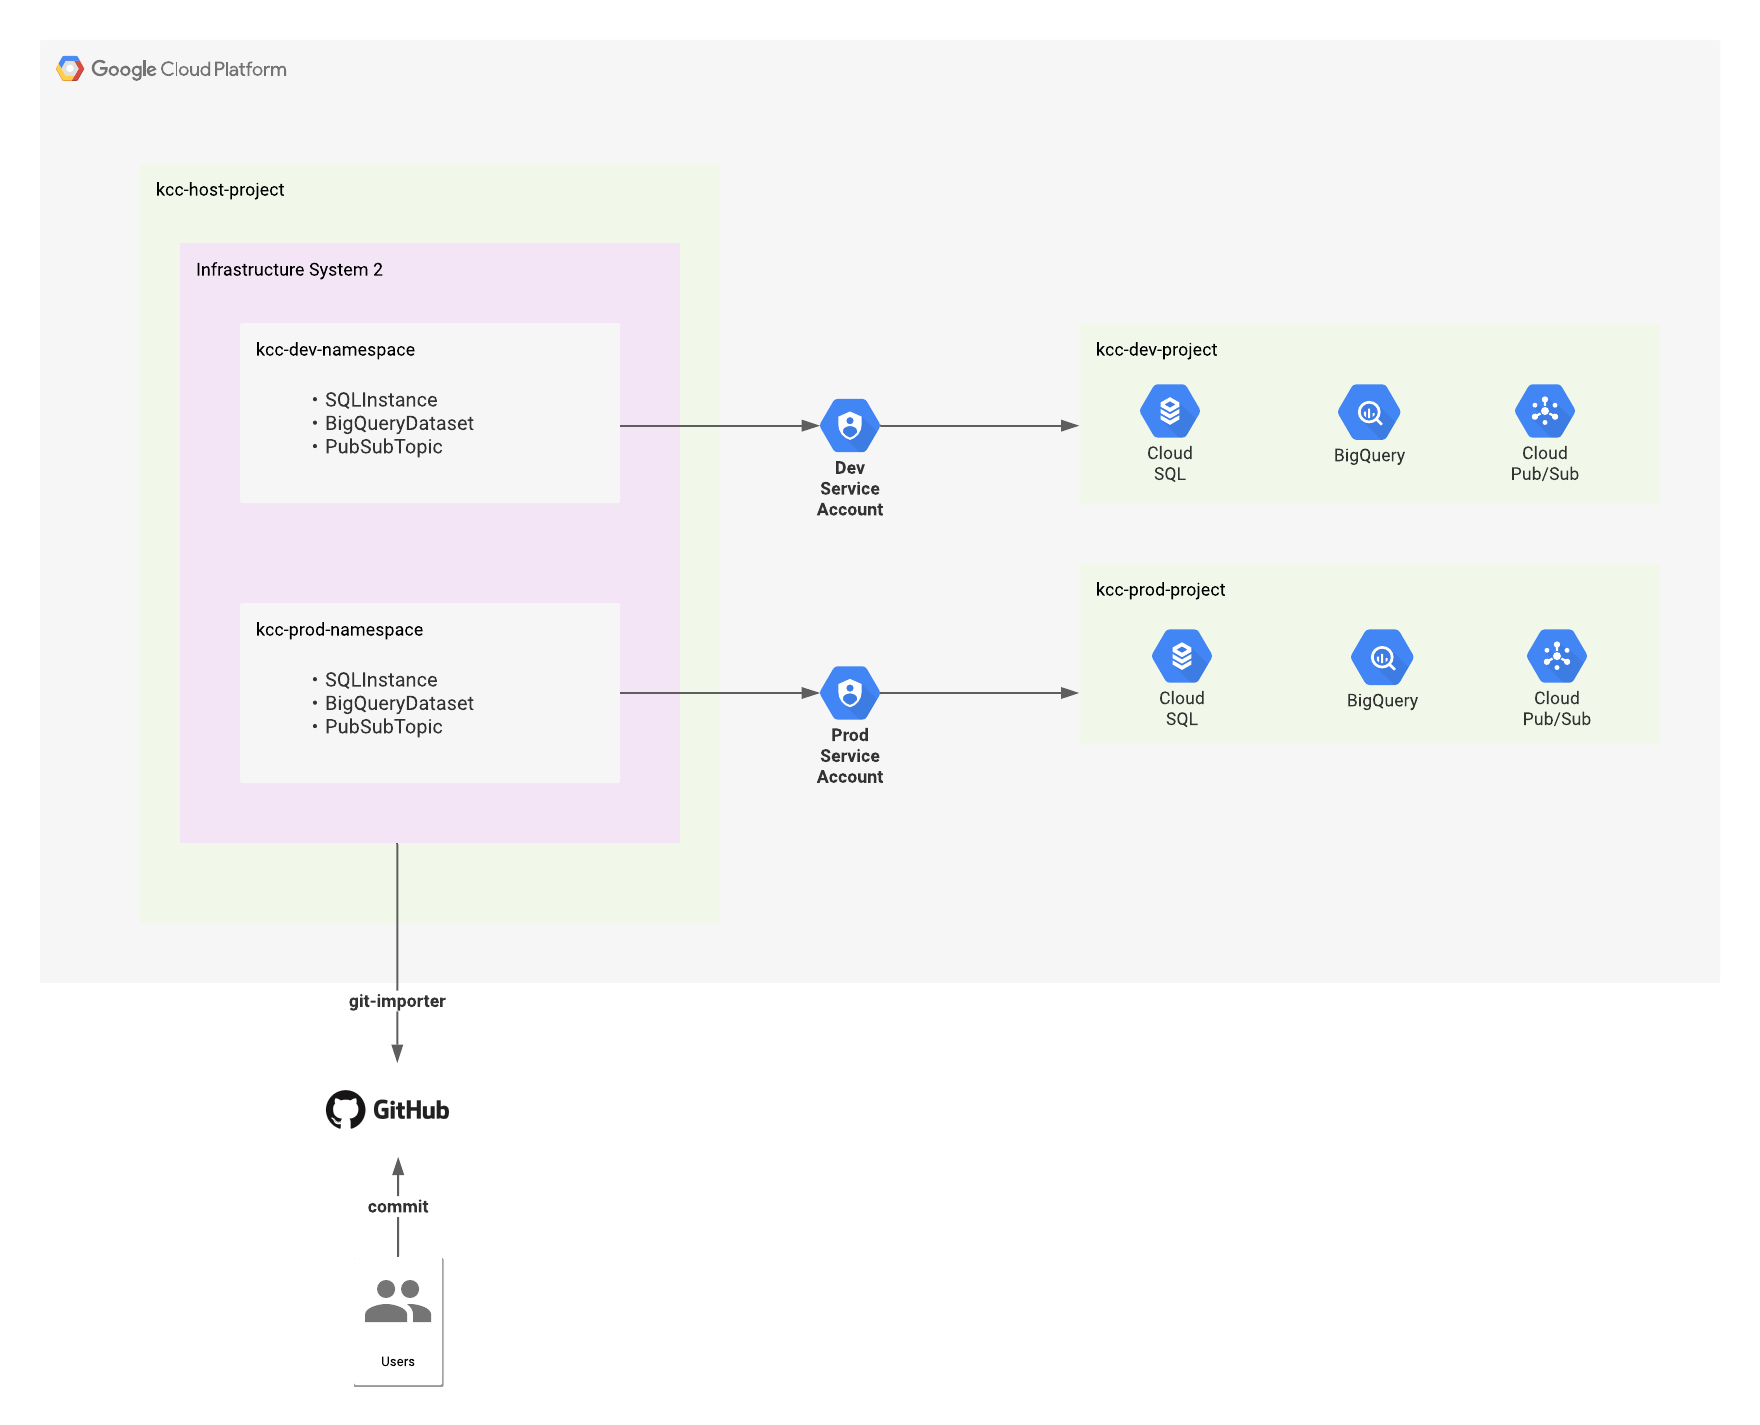 Google Cloud Platform
kcc-host-project
Infrastructure System 2
kcc-dev-namespace
• SQLInstance
• BigQueryDataset
• PubSubTopic
Dev
Service
Account
kcc-dev-project
Cloud
SQL
BigQuery
Cloud
Pub/Sub
kcc-prod-namespace
• SQLInstance
• BigQueryDataset
• PubSubTopic
Prod
Service
Account
kcc-prod-project
Cloud
SQL
BigQuery
Cloud
Pub/Sub
git-importer
GitHub
commit
Users